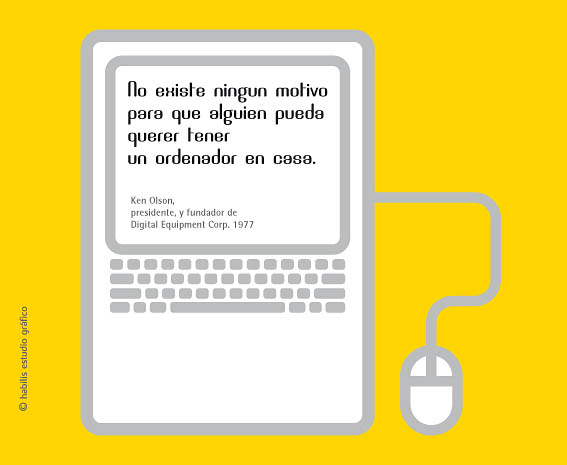 No existe ningun motivo
para que alguien pueda
querer tener
un ordenador en casa.
Ken Olson,
presidente, y fundador de
Digital Equipment Corp. 1977
© habilis estudio gráfico